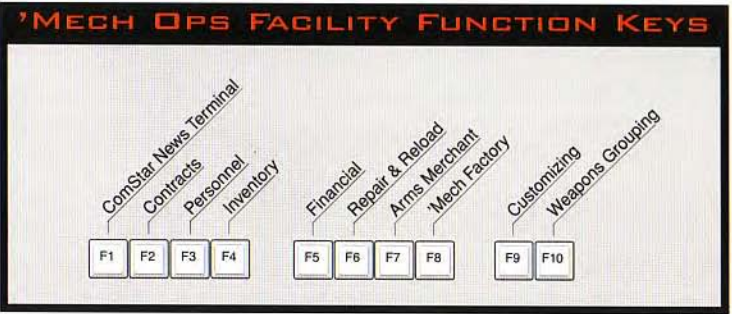 'MECH OPS FACILITY FUNCTION KEYS
ComStar News Terminal
Contracts
Personnel
Inventory
Financial
Repair & Reload
Arms Merchant
'Mech Factory
Customizing
Weapons Grouping
F1 F2 F3 F4 F5 F6 F7 F8 F9 F10